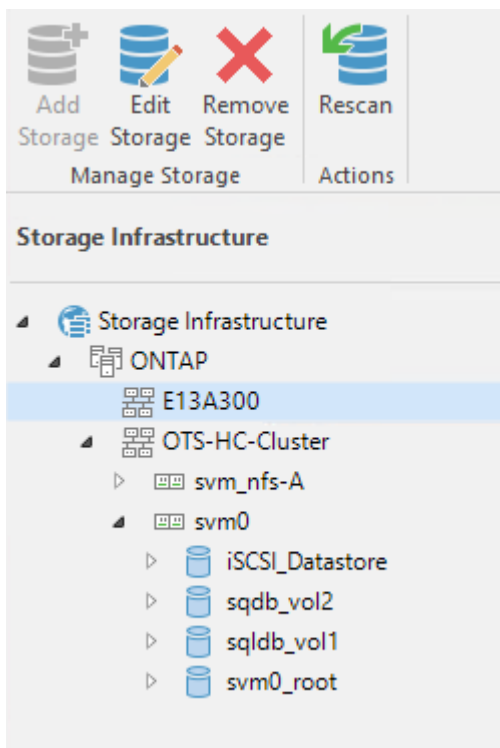 Add Edit Remove Rescan
Storage Storage Storage
Manage Storage Actions
Storage Infrastructure
Storage Infrastructure
ONTAP
E13A300
OTS-HC-Cluster
svm_nfs-A
svm0
iSCSI_Datastore
sqdb_vol2
sqldb_vol1
svm0_root